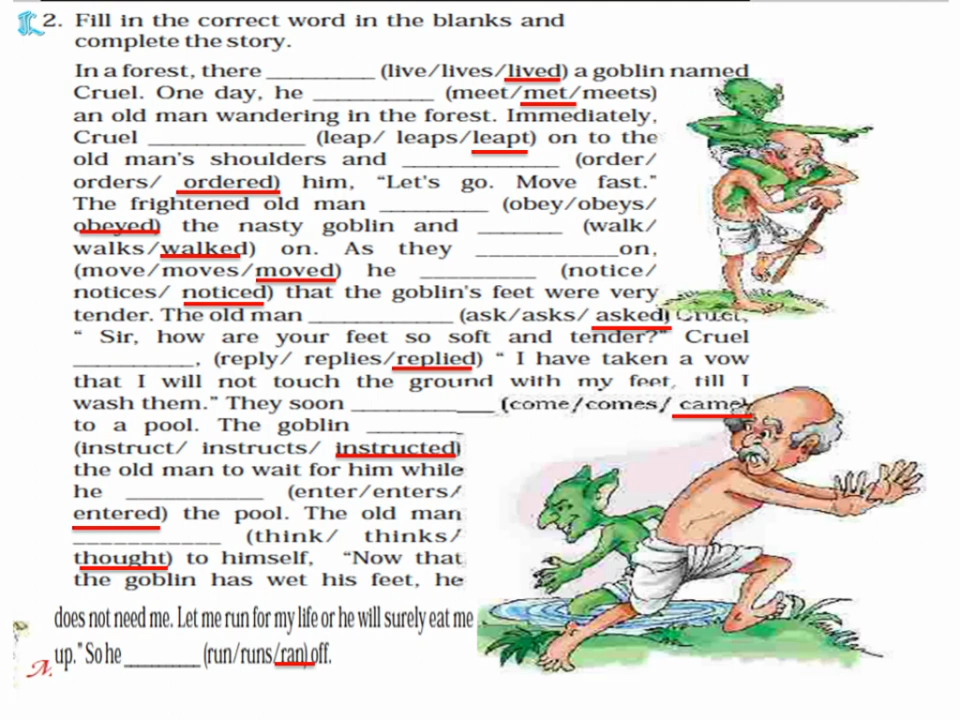 2. Fill in the correct word in the blanks and
complete the story.
In a forest, there _________ (live/lives/lived) a goblin named
Cruel. One day, he __________ (meet/met/meets)
an old man wandering in the forest. Immediately,
Cruel _____________ (leap/ leaps/leapt) on to the
old man's shoulders and _____________ (order/
orders/ ordered) him, "Let's go. Move fast."
The frightened old man _________ (obey/obeys/
obeyed) the nasty goblin and _______ (walk/
walks/walked) on. As they ____________on,
(move/moves/moved) he __________ (notice/
notices/ noticed) that the goblin's feet were very
tender. The old man ____________ (ask/asks/ asked) Cruel,
" Sir, how are your feet so soft and tender?" Cruel
__________, (reply/ replies/replied) " I have taken a vow
that I will not touch the ground with my feet, till I
wash them." They soon ____________ (come/comes/ came)
to a pool. The goblin ________
(instruct/ instructs/ instructed)
the old man to wait for him while
he ___________ (enter/enters/
entered) the pool. The old man
____________ (think/ thinks/
thought) to himself, "Now that
the goblin has wet his feet, he
does not need me. Let me run for my life or he will surely eat me
up." So he ________ (run/runs/ran) off.